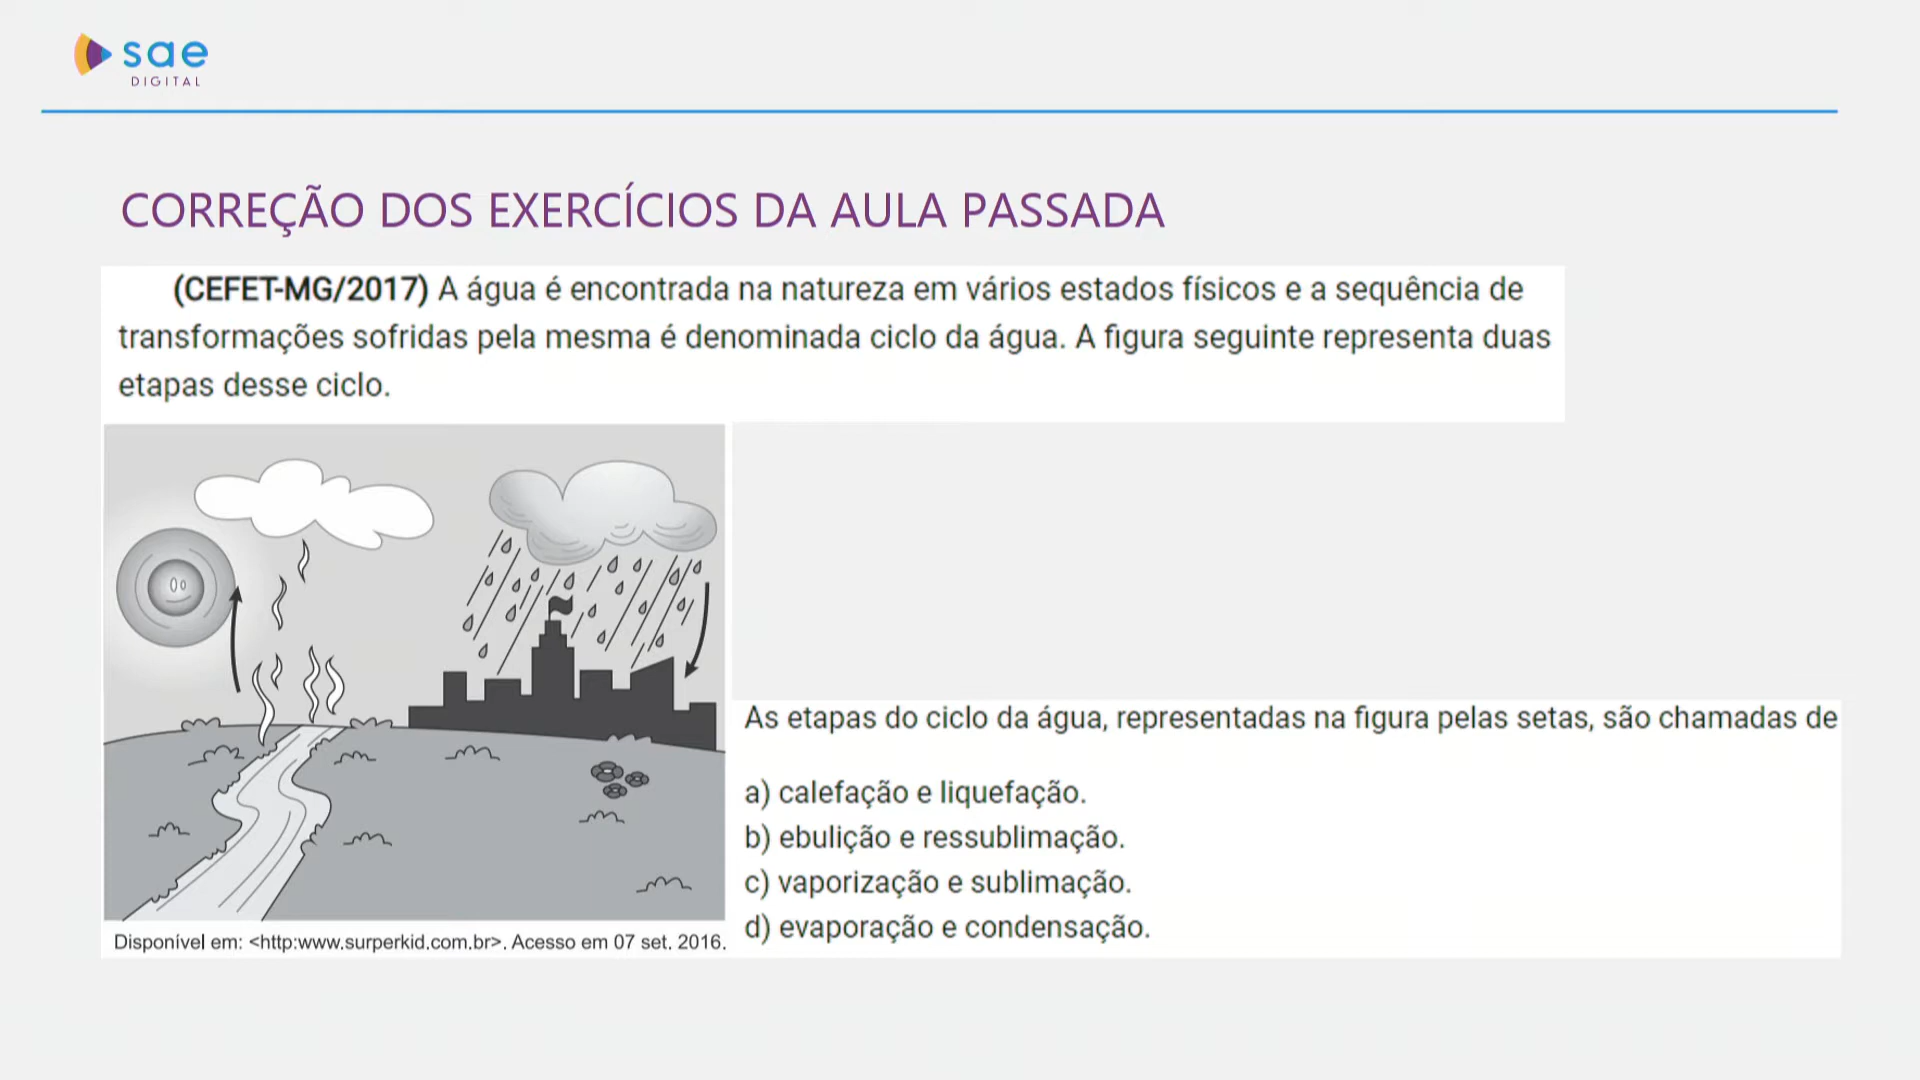 sae
DIGITAL
CORREÇÃO DOS EXERCÍCIOS DA AULA PASSADA
(CEFET-MG/2017) A água é encontrada na natureza em vários estados físicos e a sequência de
transformações sofridas pela mesma é denominada ciclo da água. A figura seguinte representa duas
etapas desse ciclo.
Disponível em: <http:www.surperkid.com.br>. Acesso em 07 set. 2016.
As etapas do ciclo da água, representadas na figura pelas setas, são chamadas de
a) calefação e liquefação.
b) ebulição e ressublimação.
c) vaporização e sublimação.
d) evaporação e condensação.